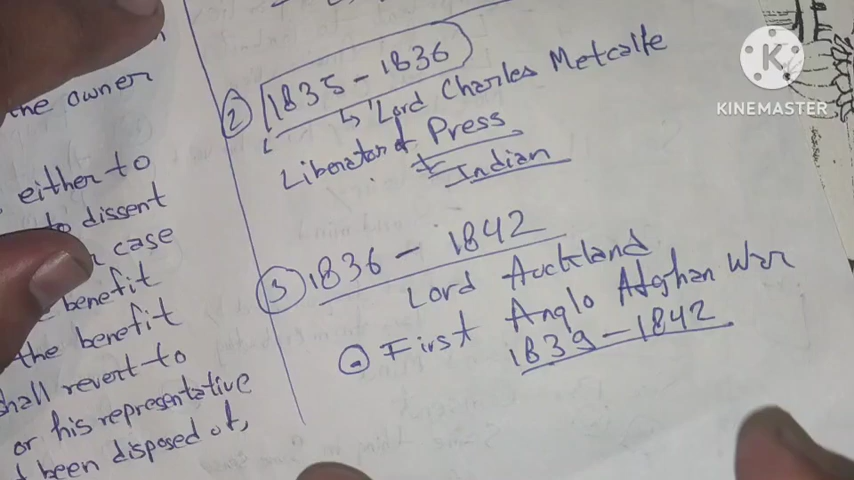 the owner
either to
to dissent
case
benefit
the benefit
shall revert to
or his representative
been disposed of,
② 1835 - 1836
↳ Lord Charles Metcalfe
Liberator of Press
Indian
③ 1836 - 1842
Lord Auckland
First Anglo Afghan War
1839 - 1842
K
KINEMASTER